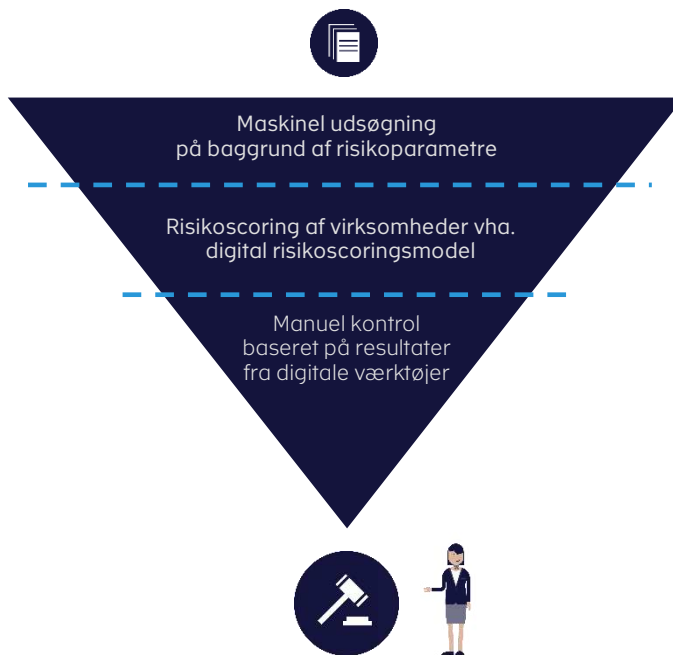 Maskinel udsøgning
på baggrund af risikoparametre
Risikoscoring af virksomheder vha.
digital risikoscoringsmodel
Manuel kontrol
baseret på resultater
fra digitale værktøjer